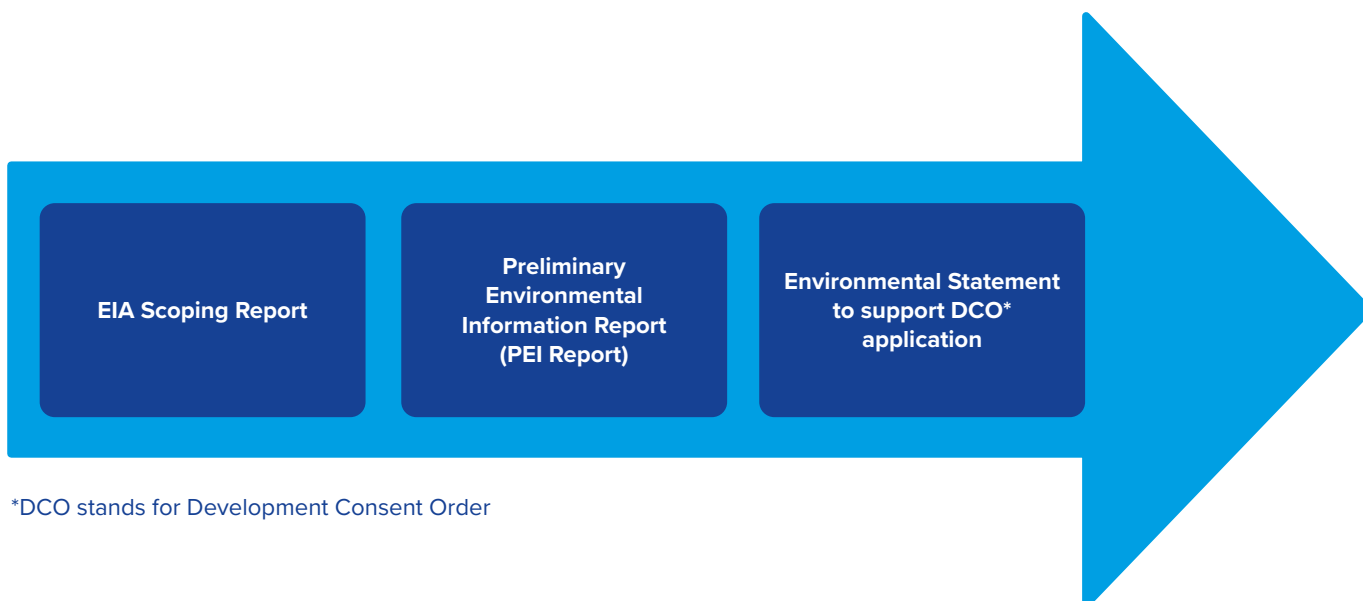 EIA Scoping Report
Preliminary
Environmental
Information Report
(PEI Report)
Environmental Statement
to support DCO*
application
*DCO stands for Development Consent Order